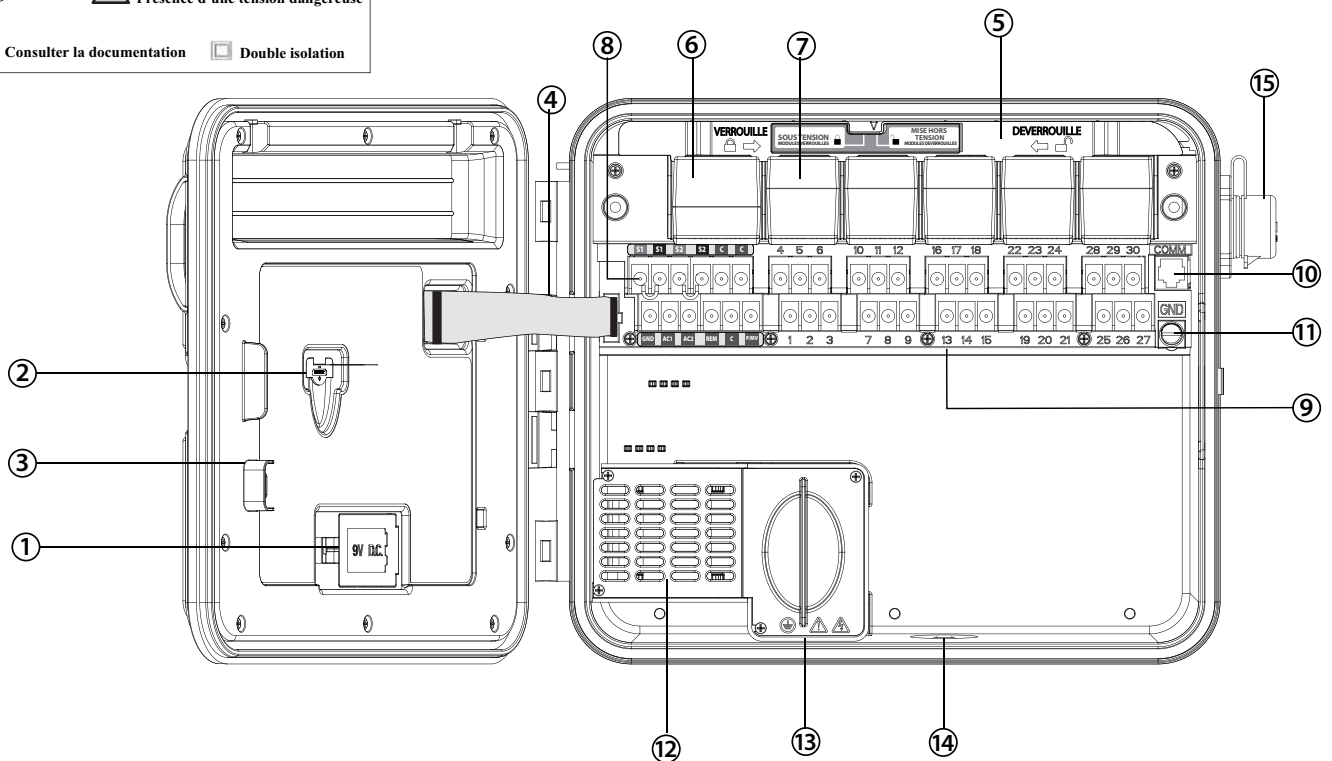 Présence d'une tension dangereuse
Consulter la documentation
Double isolation
8
6
7
5
4
15
VERROUILLE
SOUS TENSION
MODULES VERROUILLES
MISE HORS
TENSION
MODULES DEVERROUILLES
DEVERROUILLE
S1 S1 S2 S2 C C
4 5 6
10 11 12
16 17 18
22 23 24
28 29 30
COMM
10
GND
11
GND AC1 AC2 REM C P/MV
1 2 3
7 8 9
13 14 15
19 20 21
25 26 27
2
9
3
1
9V D.C.
12
13
14